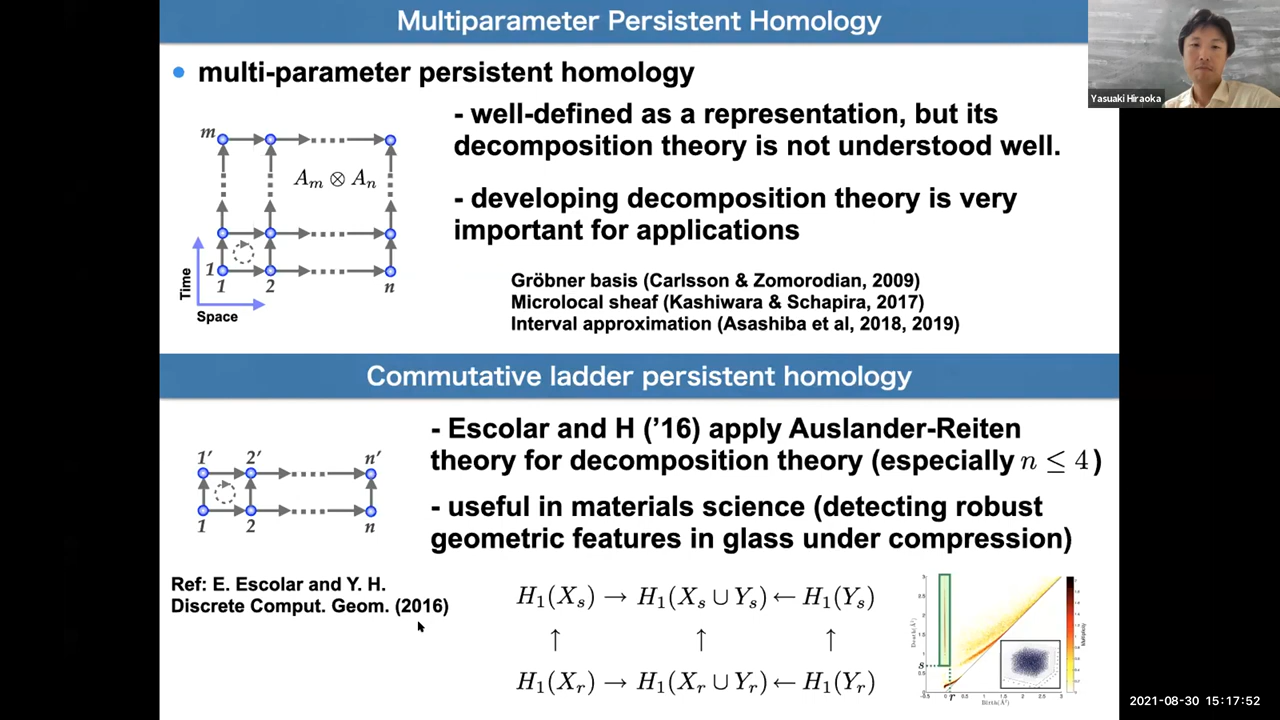 Multiparameter Persistent Homology
Yasuaki Hiraoka
• multi-parameter persistent homology
- well-defined as a representation, but its
decomposition theory is not understood well.
- developing decomposition theory is very
important for applications
Gröbner basis (Carlsson & Zomorodian, 2009)
Microlocal sheaf (Kashiwara & Schapira, 2017)
Interval approximation (Asashiba et al, 2018, 2019)
m
A_m ⊗ A_n
1
1 2 n
Time
Space
Commutative ladder persistent homology
- Escolar and H ('16) apply Auslander-Reiten
theory for decomposition theory (especially n ≤ 4)
- useful in materials science (detecting robust
geometric features in glass under compression)
1' 2' n'
1 2 n
Ref: E. Escolar and Y. H.
Discrete Comput. Geom. (2016)
H_1(X_s) → H_1(X_s ∪ Y_s) ← H_1(Y_s)
↑ ↑ ↑
H_1(X_r) → H_1(X_r ∪ Y_r) ← H_1(Y_r)
s
r
2021-08-30 15:17:52